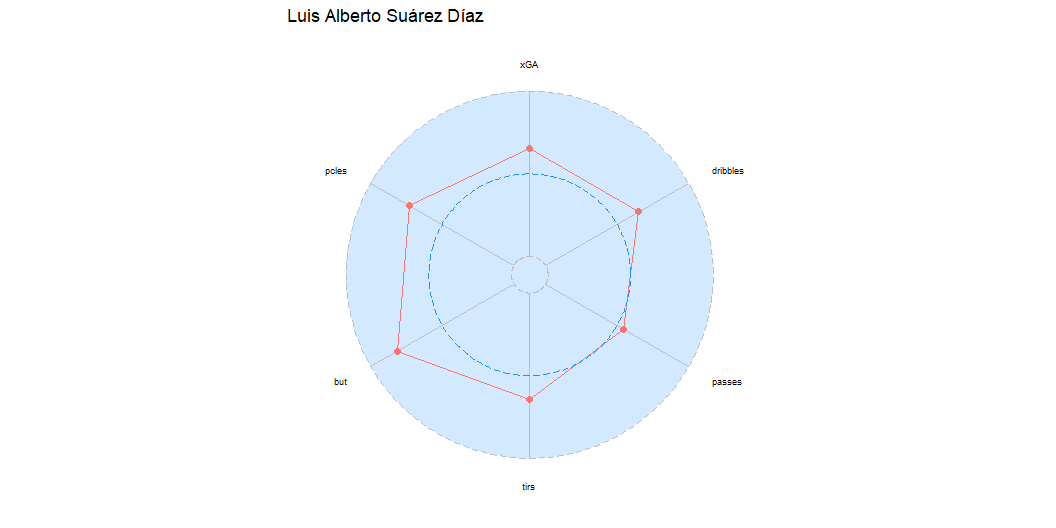 Luis Alberto Suárez Díaz
xGA
pcles
dribbles
but
passes
tirs